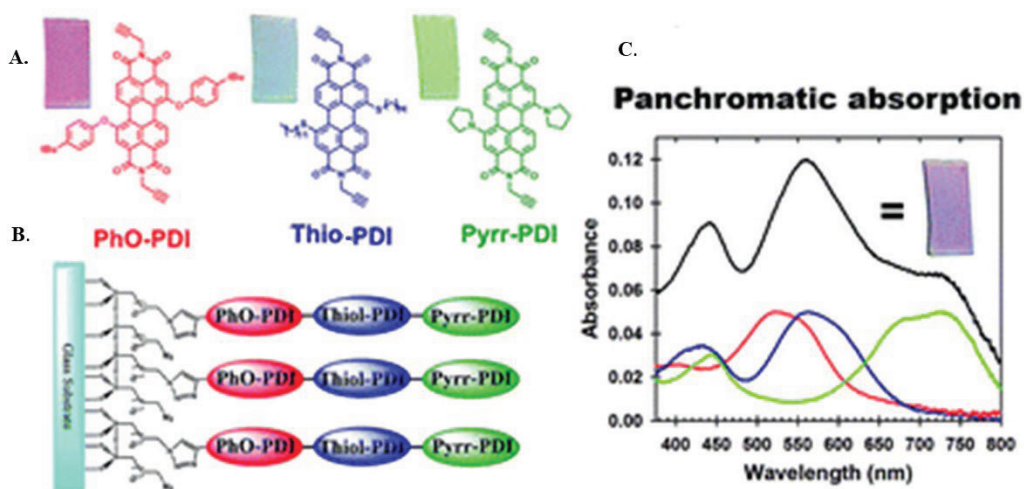 A.
PhO-PDI
Thio-PDI
Pyrr-PDI
B.
Glass Substrate
PhO-PDI Thiol-PDI Pyrr-PDI
PhO-PDI Thiol-PDI Pyrr-PDI
PhO-PDI Thiol-PDI Pyrr-PDI
C.
Panchromatic absorption
=
Absorbance
0.12
0.10
0.08
0.06
0.04
0.02
0.00
400 450 500 550 600 650 700 750 800
Wavelength (nm)